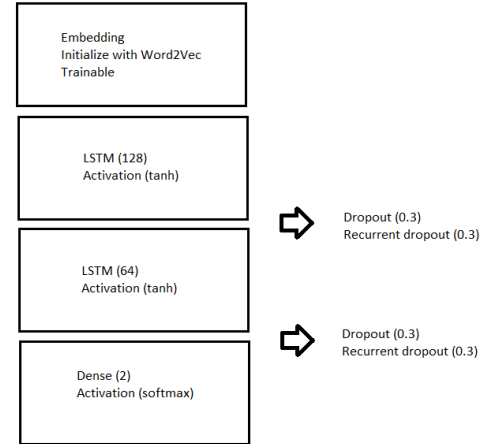 Embedding
Initialize with Word2Vec
Trainable
LSTM (128)
Activation (tanh)
Dropout (0.3)
Recurrent dropout (0.3)
LSTM (64)
Activation (tanh)
Dropout (0.3)
Recurrent dropout (0.3)
Dense (2)
Activation (softmax)